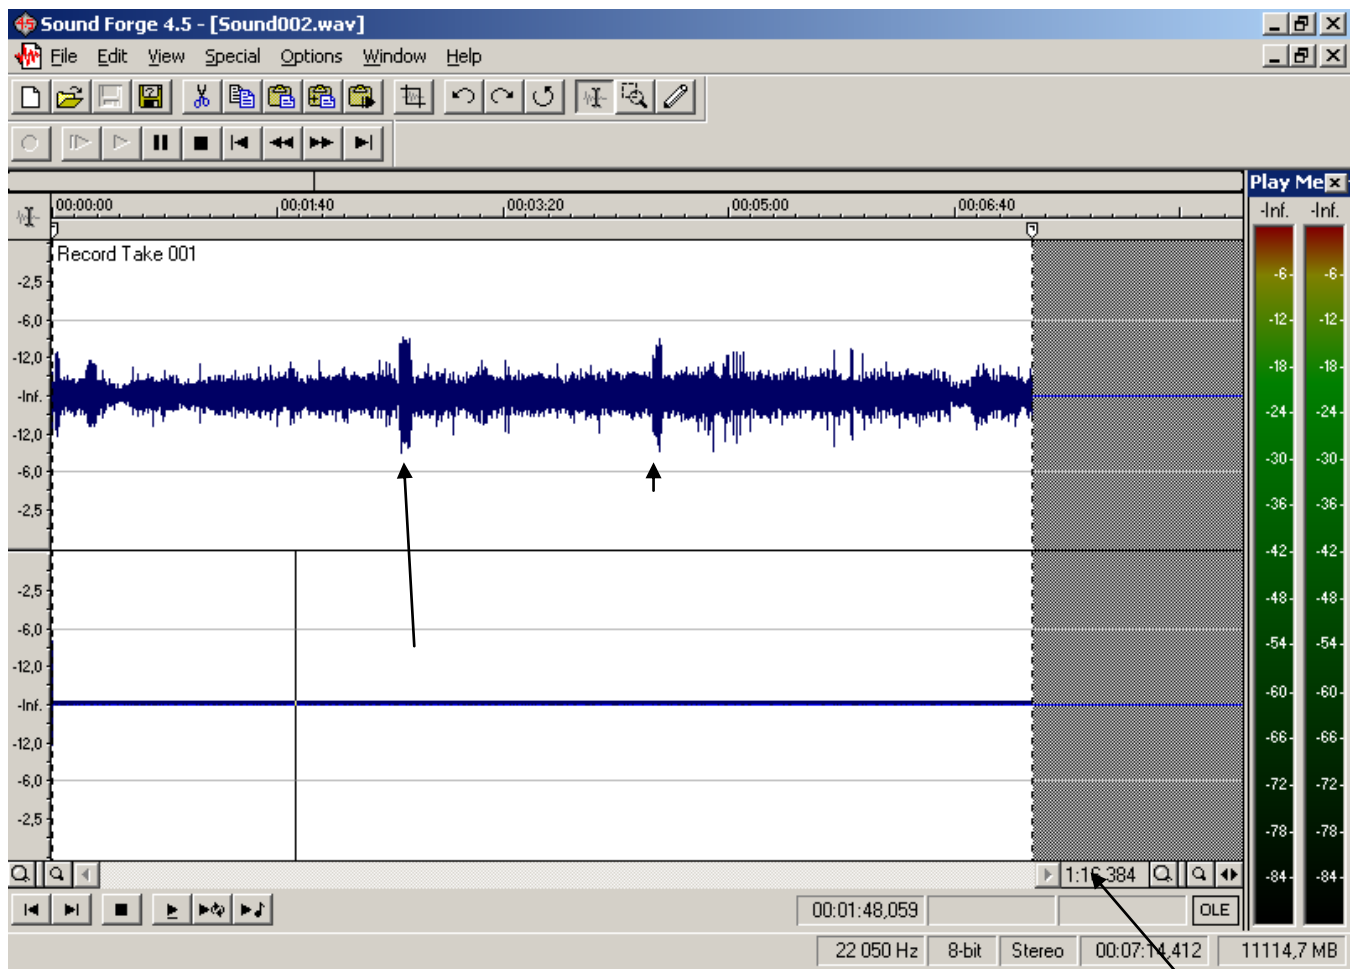 Sound Forge 4.5 - [Sound002.wav]
File Edit View Special Options Window Help
Play Me
00:00:00 00:01:40 00:03:20 00:05:00 00:06:40
-Inf. -Inf.
Record Take 001
-2,5
-6,0
-12,0
-Inf.
-12,0
-6,0
-2,5
-2,5
-6,0
-12,0
-Inf.
-12,0
-6,0
-2,5
-6 -6
-12 -12
-18 -18
-24 -24
-30 -30
-36 -36
-42 -42
-48 -48
-54 -54
-60 -60
-66 -66
-72 -72
-78 -78
-84 -84
1:16,384
00:01:48,059 OLE
22 050 Hz 8-bit Stereo 00:07:14,412 11114,7 MB